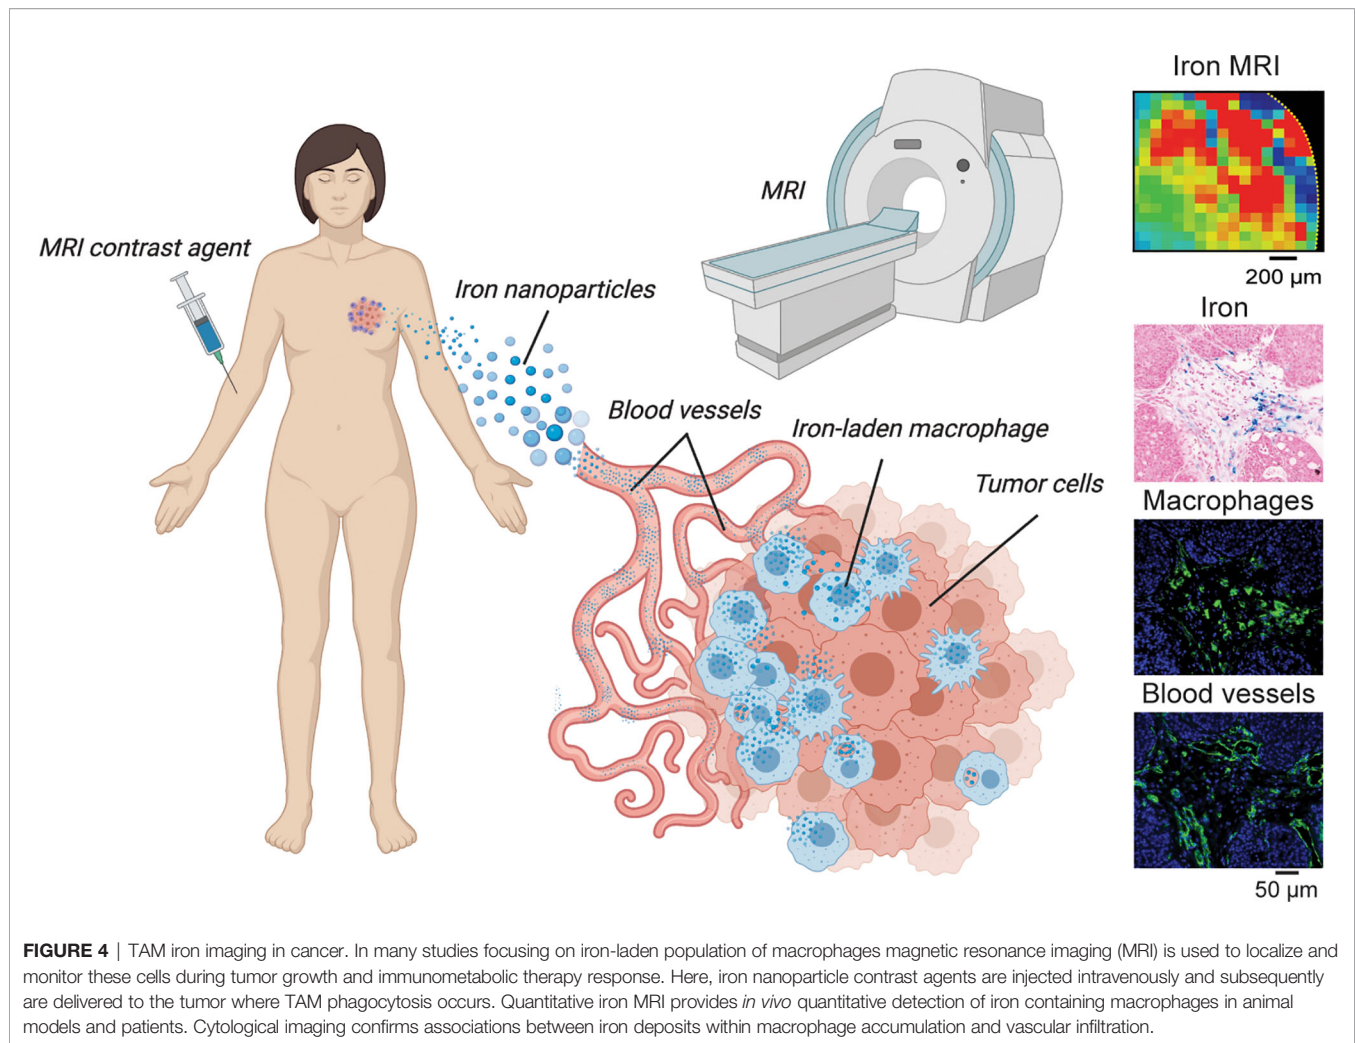 Iron MRI
MRI
MRI contrast agent
200 µm
Iron nanoparticles
Iron
Blood vessels
Iron-laden macrophage
Tumor cells
Macrophages
Blood vessels
50 µm
FIGURE 4 | TAM iron imaging in cancer. In many studies focusing on iron-laden population of macrophages magnetic resonance imaging (MRI) is used to localize and
monitor these cells during tumor growth and immunometabolic therapy response. Here, iron nanoparticle contrast agents are injected intravenously and subsequently
are delivered to the tumor where TAM phagocytosis occurs. Quantitative iron MRI provides in vivo quantitative detection of iron containing macrophages in animal
models and patients. Cytological imaging confirms associations between iron deposits within macrophage accumulation and vascular infiltration.